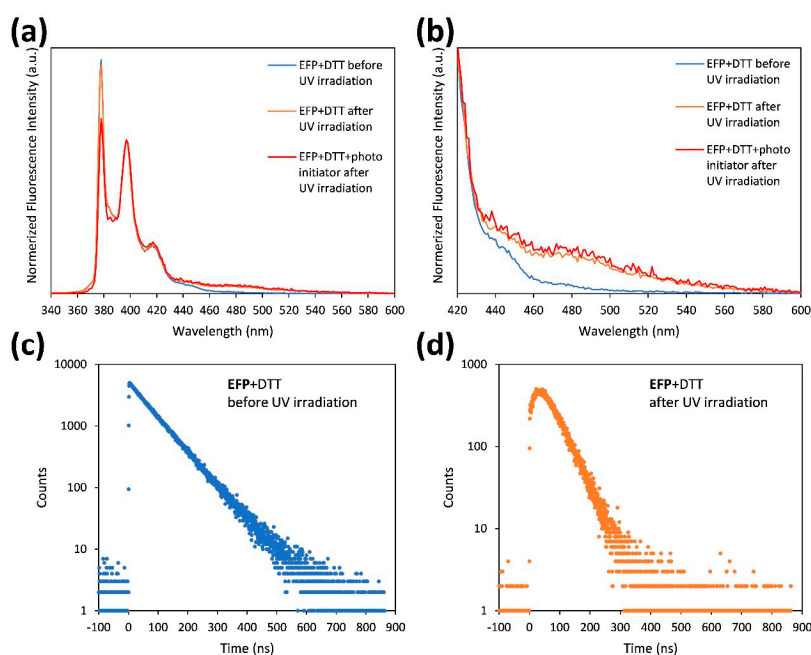 (a)
Normerized Fluorescence Intensity (a.u.)
EFP+DTT before
UV irradiation
EFP+DTT after
UV irradiation
EFP+DTT+photo
initiator after
UV irradiation
340 360 380 400 420 440 460 480 500 520 540 560 580 600
Wavelength (nm)
(b)
Normerized Fluorescence Intensity (a.u.)
EFP+DTT before
UV irradiation
EFP+DTT after
UV irradiation
EFP+DTT+photo
initiator after
UV irradiation
420 440 460 480 500 520 540 560 580 600
Wavelength (nm)
(c)
10000
1000
100
10
1
Counts
EFP+DTT
before UV irradiation
-100 0 100 200 300 400 500 600 700 800 900
Time (ns)
(d)
1000
100
10
1
Counts
EFP+DTT
after UV irradiation
-100 0 100 200 300 400 500 600 700 800 900
Time (ns)